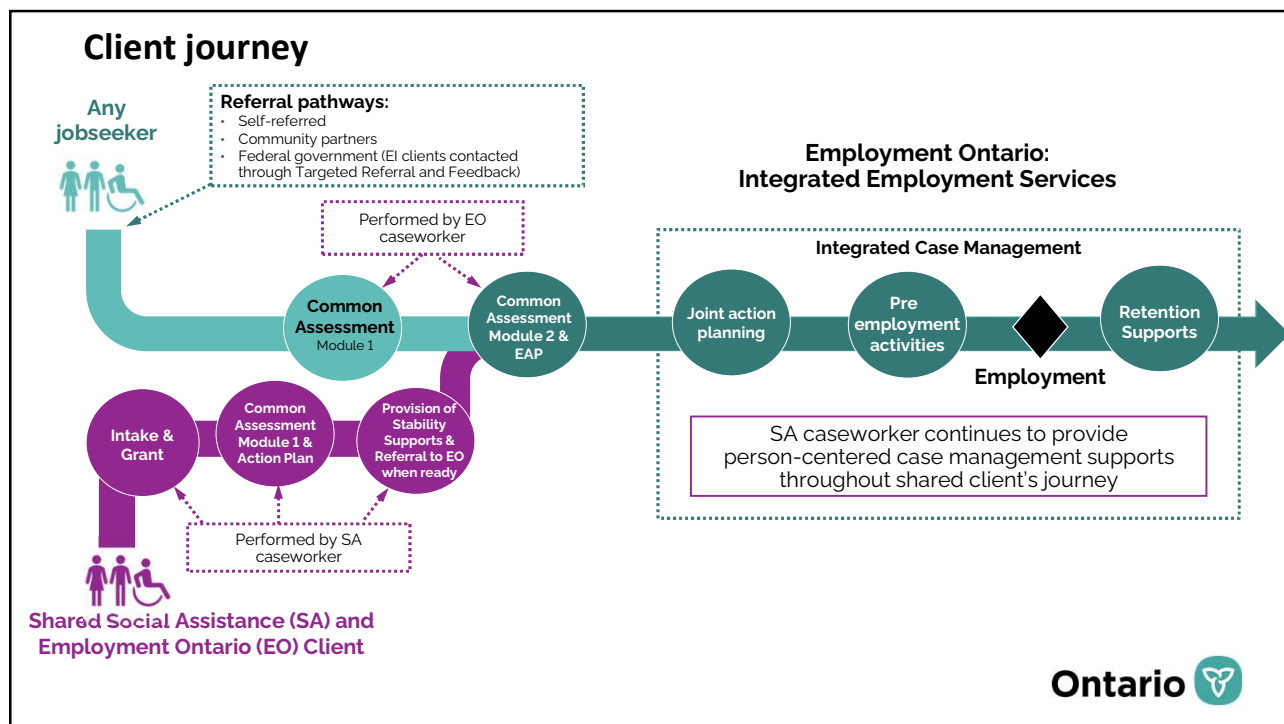 Client journey
Any
jobseeker
Referral pathways:
• Self-referred
• Community partners
• Federal government (EI clients contacted
through Targeted Referral and Feedback)
Performed by EO
caseworker
Employment Ontario:
Integrated Employment Services
Integrated Case Management
Common
Assessment
Module 1
Common
Assessment
Module 2 &
EAP
Joint action
planning
Pre
employment
activities
Employment
Retention
Supports
Intake &
Grant
Common
Assessment
Module 1 &
Action Plan
Provision of
Stability
Supports &
Referral to EO
when ready
Performed by SA
caseworker
SA caseworker continues to provide
person-centered case management supports
throughout shared client’s journey
Shared Social Assistance (SA) and
Employment Ontario (EO) Client
Ontario